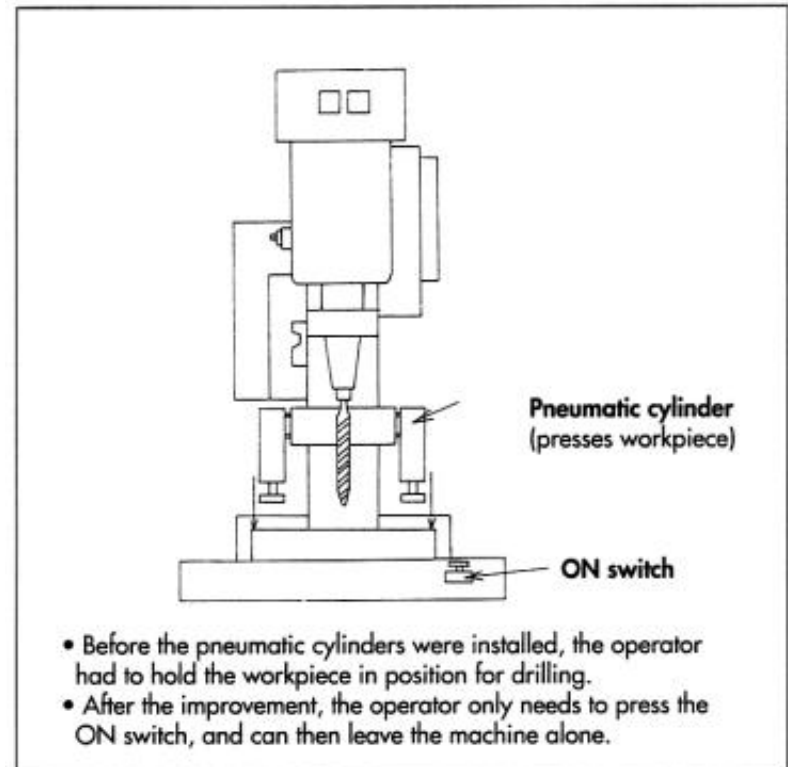 Pneumatic cylinder
(presses workpiece)
ON switch
• Before the pneumatic cylinders were installed, the operator
had to hold the workpiece in position for drilling.
• After the improvement, the operator only needs to press the
ON switch, and can then leave the machine alone.